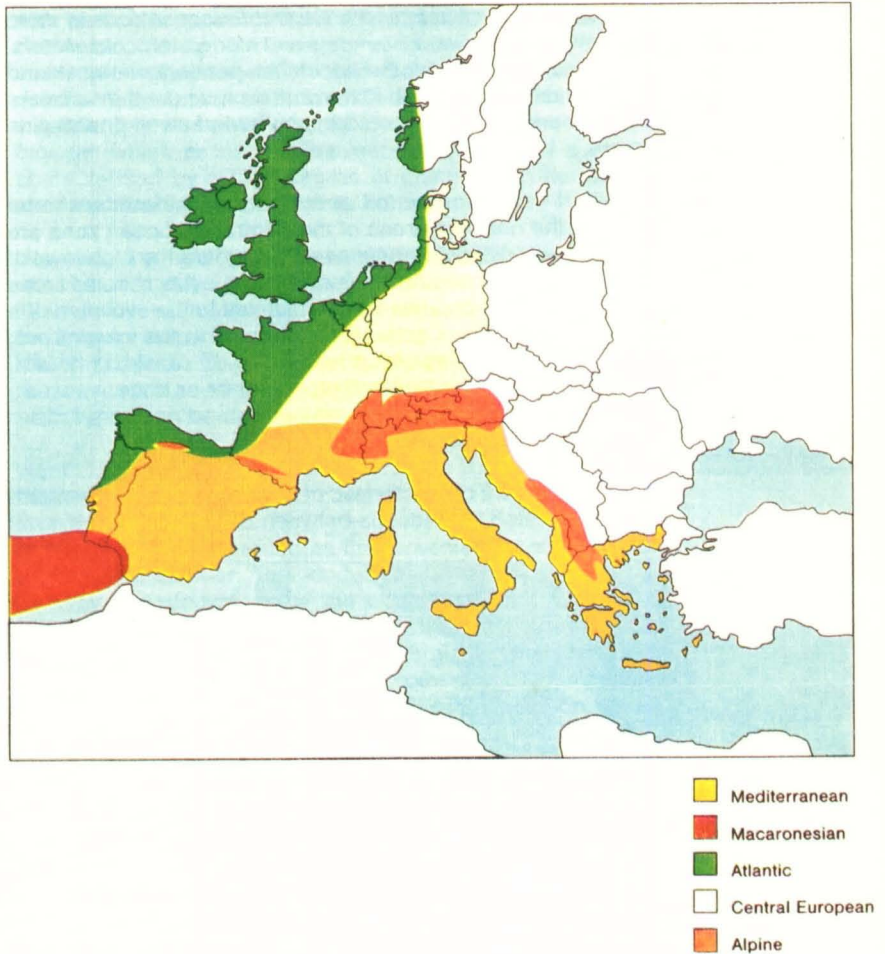 Mediterranean
Macaronesian
Atlantic
Central European
Alpine